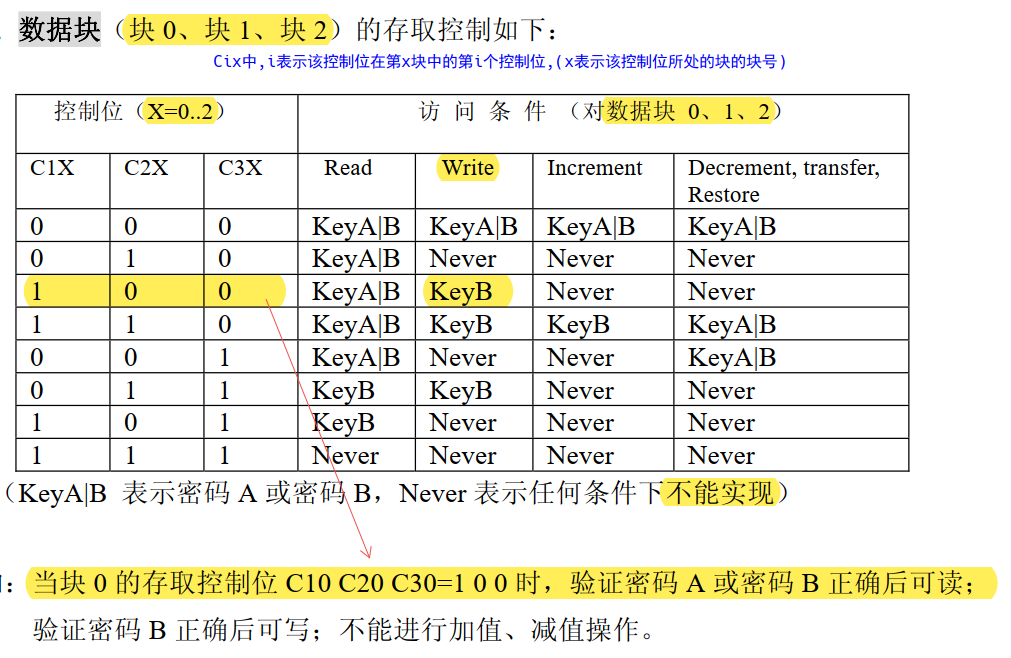 数据块（块 0、块 1、块 2）的存取控制如下：
Cix中,i表示该控制位在第x块中的第i个控制位,(x表示该控制位所处的块的块号)
控制位（X=0..2） 访 问 条 件 （对数据块 0、1、2）
C1X C2X C3X Read Write Increment Decrement, transfer,
Restore
0 0 0 KeyA|B KeyA|B KeyA|B KeyA|B
0 1 0 KeyA|B Never Never Never
1 0 0 KeyA|B KeyB Never Never
1 1 0 KeyA|B KeyB KeyB KeyA|B
0 0 1 KeyA|B Never Never KeyA|B
0 1 1 KeyB KeyB Never Never
1 0 1 KeyB Never Never Never
1 1 1 Never Never Never Never
（KeyA|B 表示密码 A 或密码 B，Never 表示任何条件下不能实现）
：当块 0 的存取控制位 C10 C20 C30=1 0 0 时，验证密码 A 或密码 B 正确后可读；
验证密码 B 正确后可写；不能进行加值、减值操作。